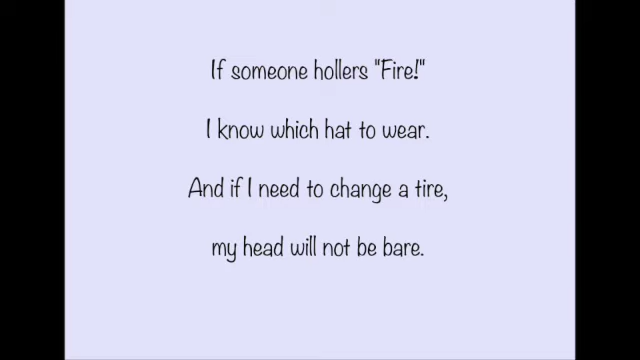 If someone hollers "Fire!"
I know which hat to wear.
And if I need to change a tire,
my head will not be bare.